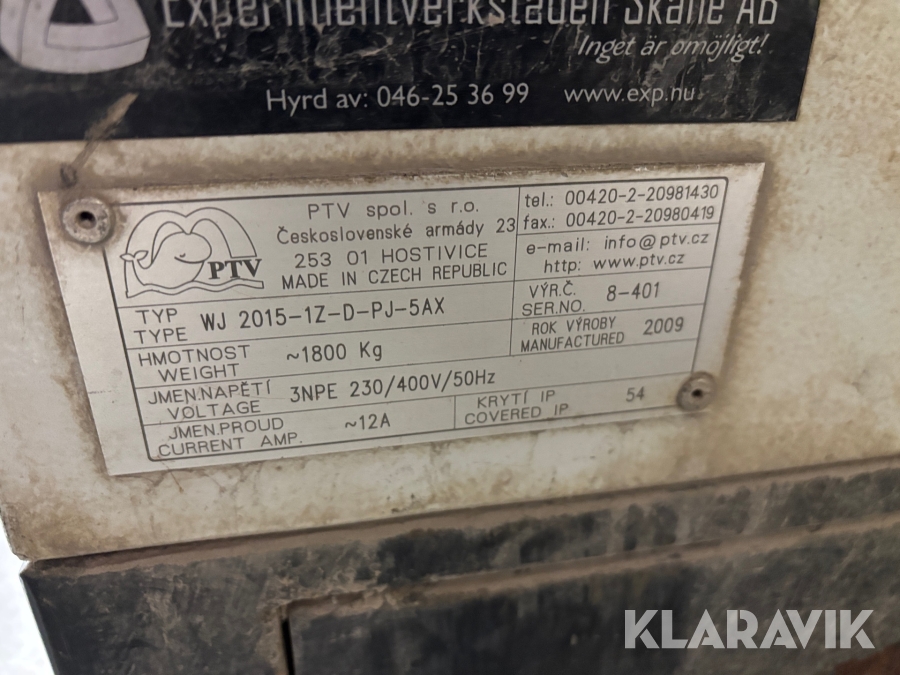 Experimentverkstaden Skåne AB
Inget är omöjligt!
Hyrd av: 046-25 36 99 www.exp.nu
PTV
PTV spol. s r.o.
Československé armády 23
253 01 HOSTIVICE
MADE IN CZECH REPUBLIC
tel.: 00420-2-20981430
fax.: 00420-2-20980419
e-mail: info@ptv.cz
http: www.ptv.cz
TYP
TYPE WJ 2015-1Z-D-PJ-5AX
VÝR.Č.
SER.NO. 8-401
HMOTNOST
WEIGHT ~1800 Kg
ROK VÝROBY
MANUFACTURED 2009
JMEN.NAPĚTÍ
VOLTAGE 3NPE 230/400V/50Hz
JMEN.PROUD
CURRENT AMP. ~12A
KRYTÍ IP
COVERED IP 54
KLARAVIK